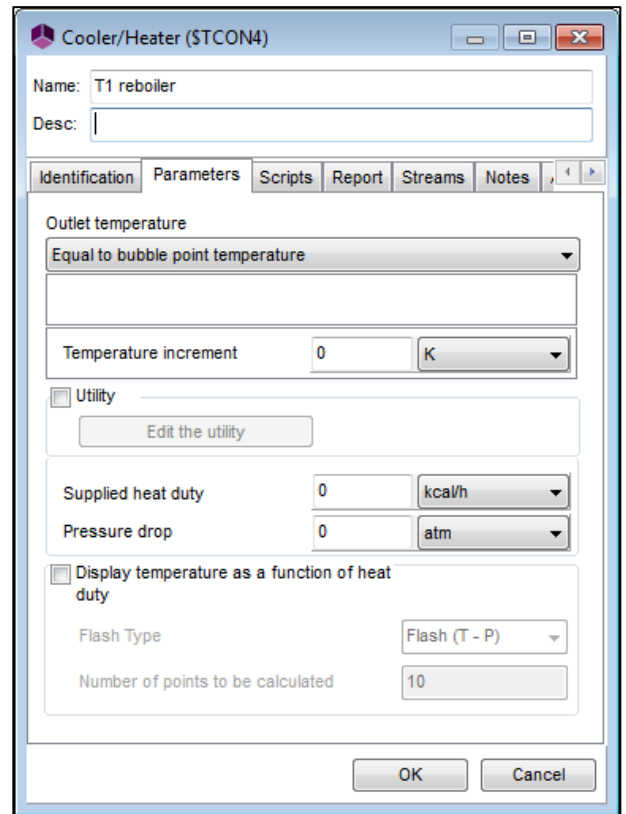 Cooler/Heater ($TCON4)
Name: T1 reboiler
Desc:
Identification Parameters Scripts Report Streams Notes
Outlet temperature
Equal to bubble point temperature
Temperature increment 0 K
Utility
Edit the utility
Supplied heat duty 0 kcal/h
Pressure drop 0 atm
Display temperature as a function of heat
duty
Flash Type Flash (T - P)
Number of points to be calculated 10
OK Cancel